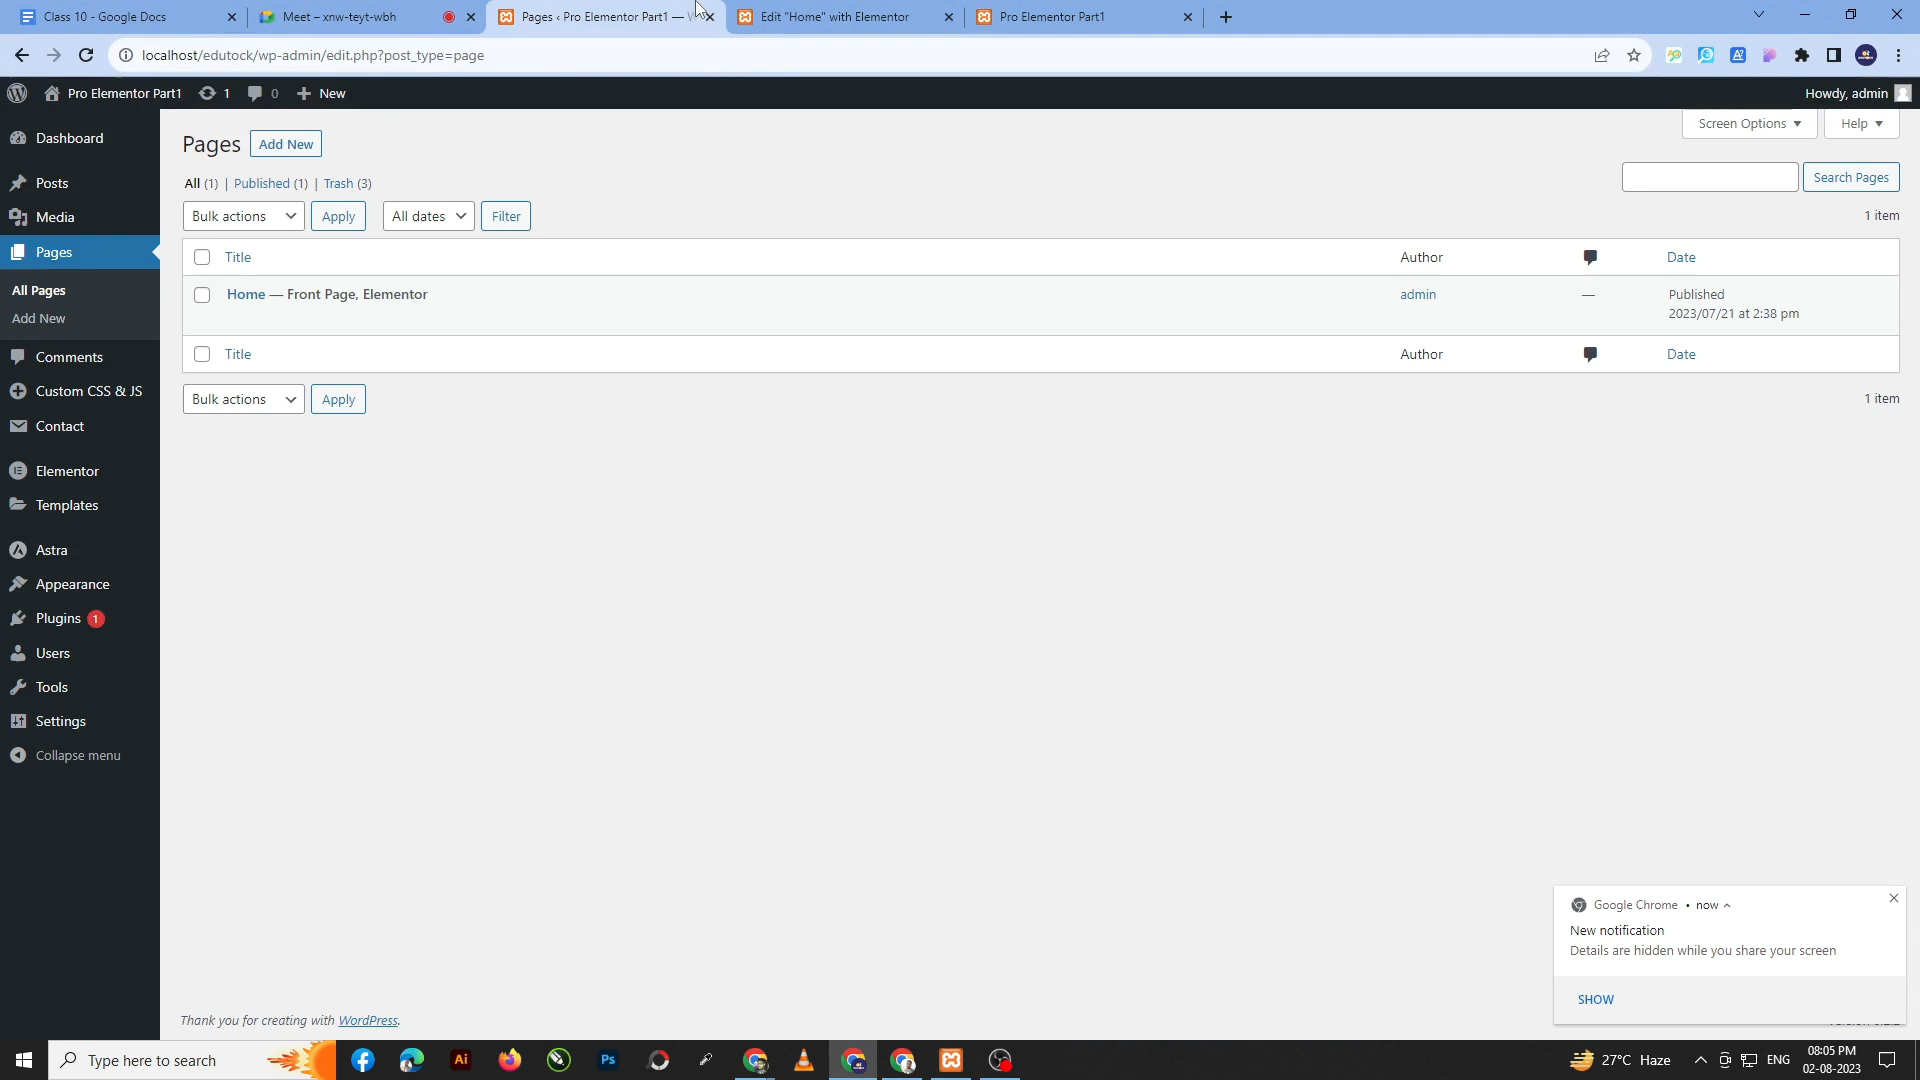 Class 10 - Google Docs
Meet – xnw-teyt-wbh
Pages ‹ Pro Elementor Part1 —
Edit "Home" with Elementor
Pro Elementor Part1
localhost/edutock/wp-admin/edit.php?post_type=page
Pro Elementor Part1
1
0
New
Howdy, admin
Dashboard
Posts
Media
Pages
All Pages
Add New
Comments
Custom CSS & JS
Contact
Elementor
Templates
Astra
Appearance
Plugins 1
Users
Tools
Settings
Collapse menu
Screen Options
Help
Pages
Add New
All (1) | Published (1) | Trash (3)
Search Pages
Bulk actions
Apply
All dates
Filter
1 item
Title
Author
Date
Home — Front Page, Elementor
admin
—
Published
2023/07/21 at 2:38 pm
Title
Author
Date
Bulk actions
Apply
1 item
Google Chrome • now
New notification
Details are hidden while you share your screen
SHOW
Thank you for creating with WordPress.
Type here to search
Ai
Ps
27°C Haze
ENG
08:05 PM
02-08-2023